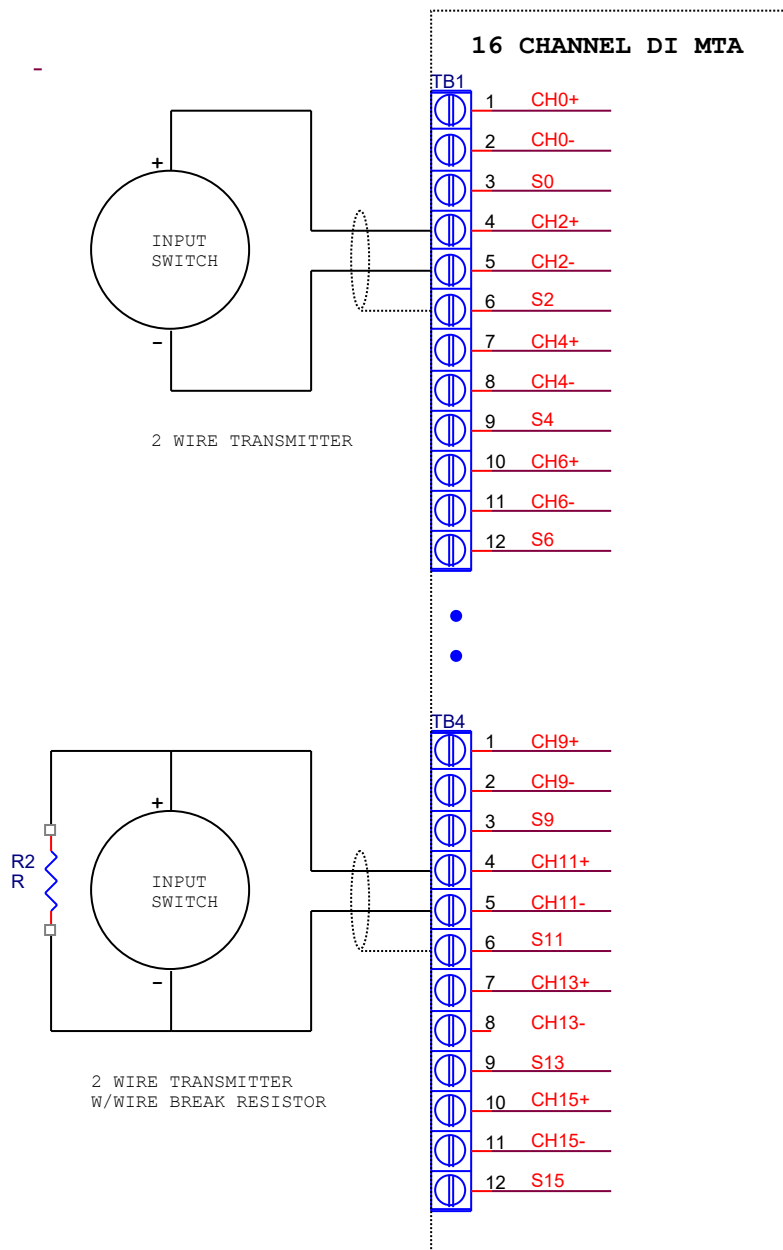 16 CHANNEL DI MTA
-
TB1
1 CH0+
2 CH0-
3 S0
4 CH2+
5 CH2-
6 S2
7 CH4+
8 CH4-
9 S4
10 CH6+
11 CH6-
12 S6
+
INPUT
SWITCH
-
2 WIRE TRANSMITTER
TB4
1 CH9+
2 CH9-
3 S9
4 CH11+
5 CH11-
6 S11
7 CH13+
8 CH13-
9 S13
10 CH15+
11 CH15-
12 S15
+
R2
R
INPUT
SWITCH
-
2 WIRE TRANSMITTER
W/WIRE BREAK RESISTOR